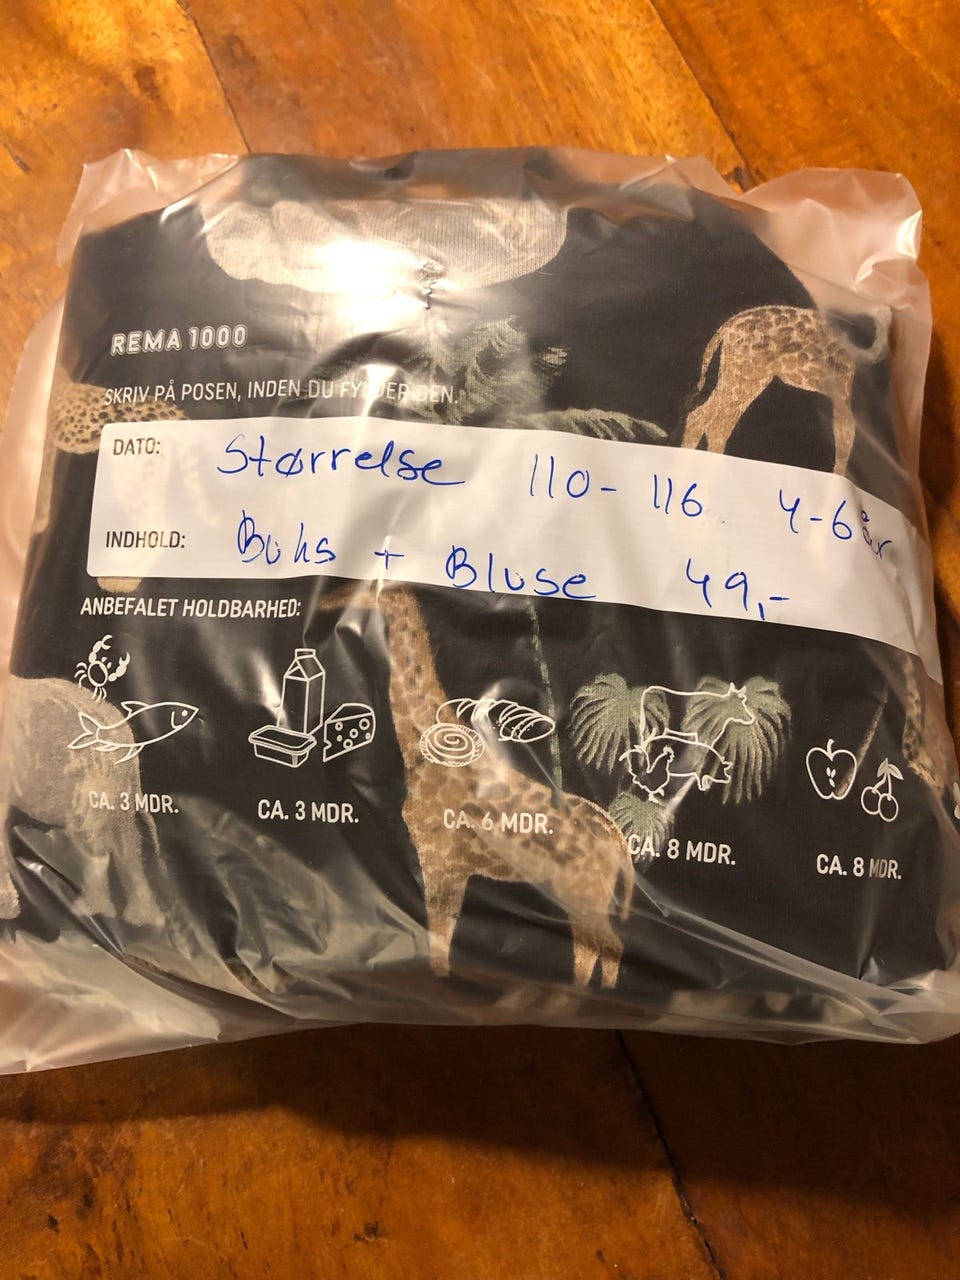 REMA 1000
SKRIV PÅ POSEN, INDEN DU FYLDER DEN.
DATO: Størrelse 110-116 4-6 år
INDHOLD: Buks + Bluse 49,-
ANBEFALET HOLDBARHED:
CA. 3 MDR. CA. 3 MDR. CA. 6 MDR. CA. 8 MDR. CA. 8 MDR.